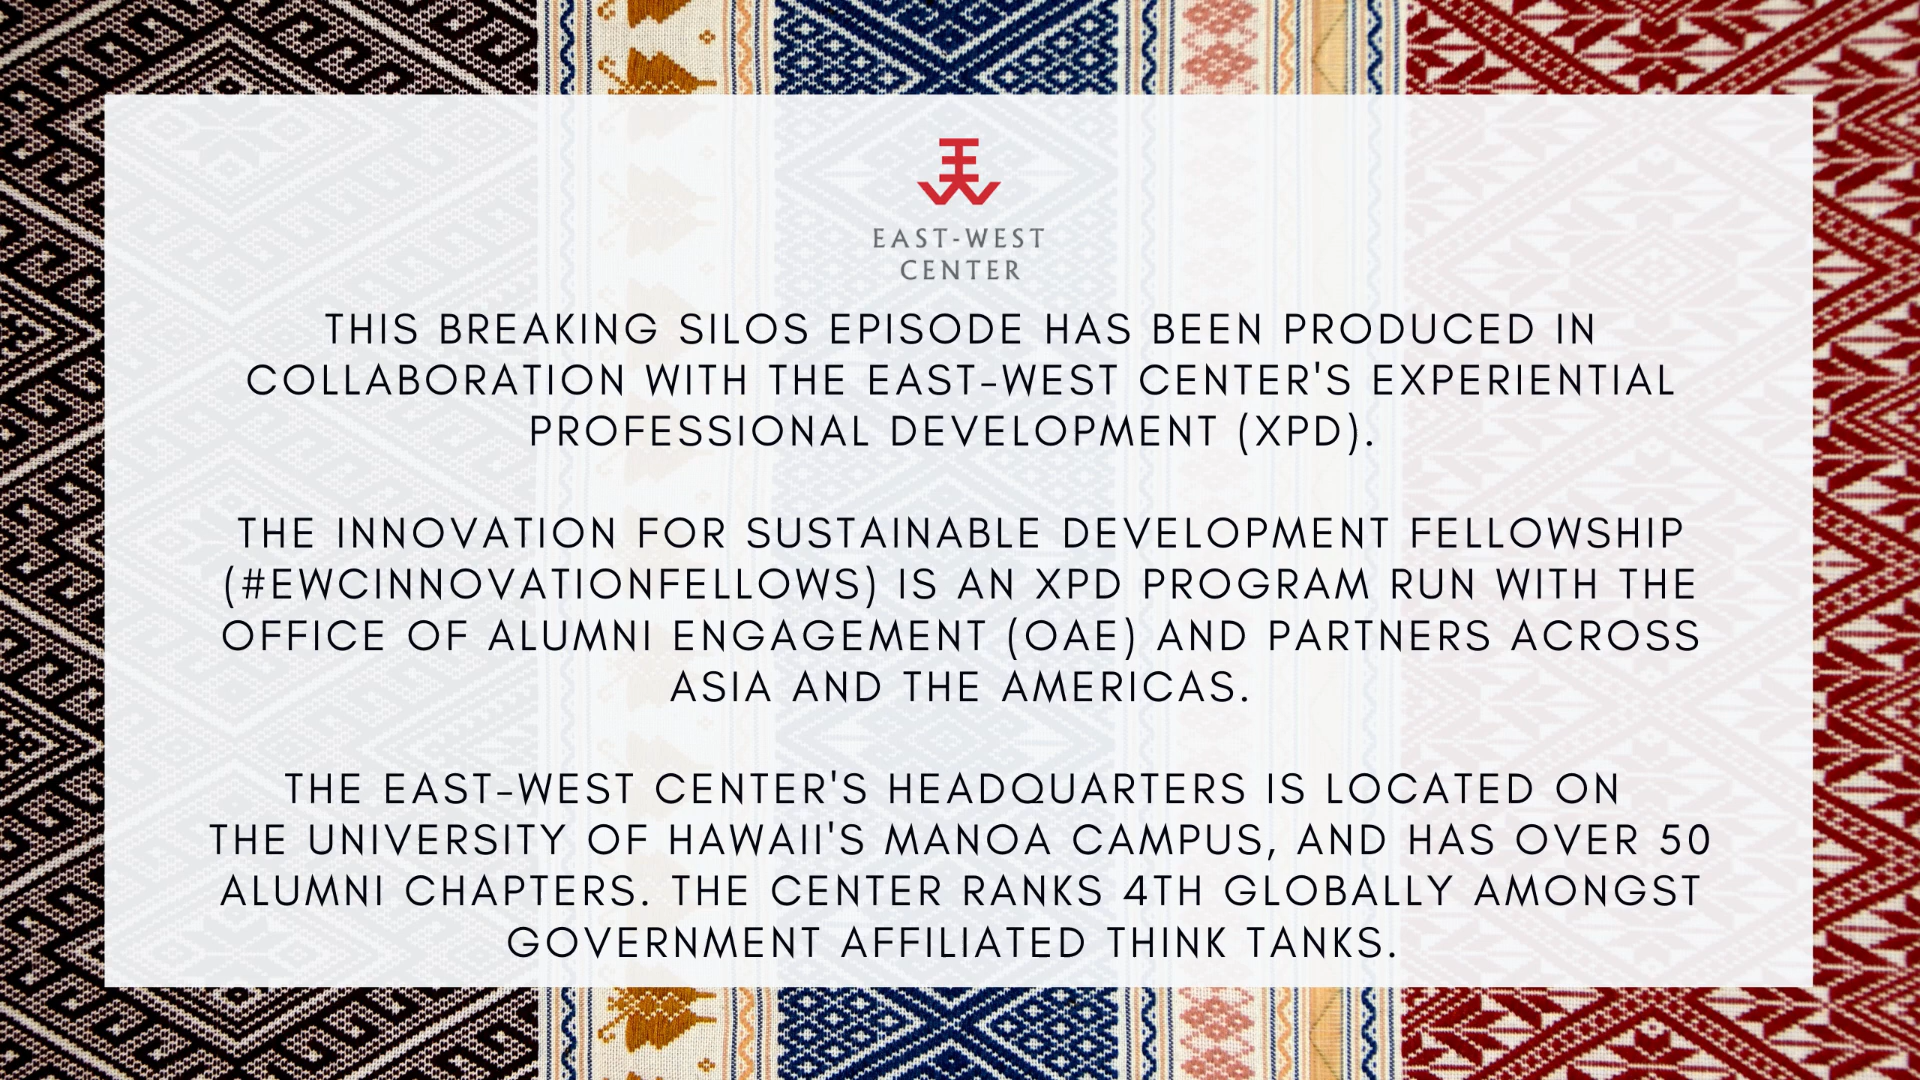 EAST-WEST
CENTER
THIS BREAKING SILOS EPISODE HAS BEEN PRODUCED IN
COLLABORATION WITH THE EAST-WEST CENTER'S EXPERIENTIAL
PROFESSIONAL DEVELOPMENT (XPD).
THE INNOVATION FOR SUSTAINABLE DEVELOPMENT FELLOWSHIP
(#EWCINNOVATIONFELLOWS) IS AN XPD PROGRAM RUN WITH THE
OFFICE OF ALUMNI ENGAGEMENT (OAE) AND PARTNERS ACROSS
ASIA AND THE AMERICAS.
THE EAST-WEST CENTER'S HEADQUARTERS IS LOCATED ON
THE UNIVERSITY OF HAWAII'S MANOA CAMPUS, AND HAS OVER 50
ALUMNI CHAPTERS. THE CENTER RANKS 4TH GLOBALLY AMONGST
GOVERNMENT AFFILIATED THINK TANKS.